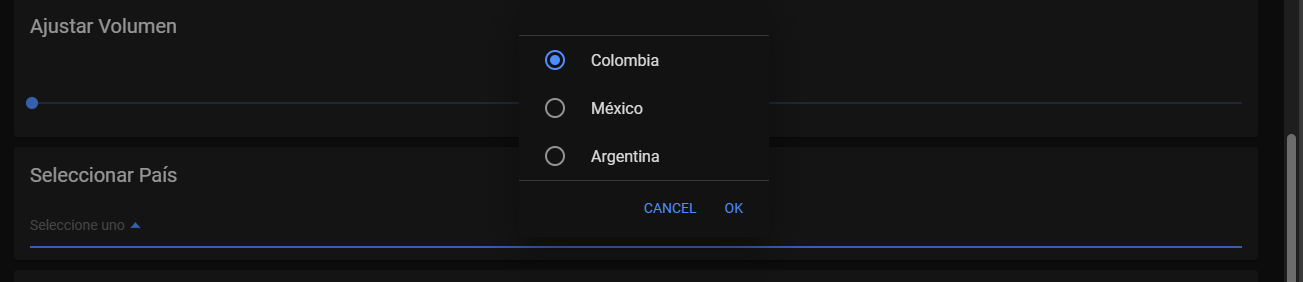 Ajustar Volumen
Colombia
México
Argentina
Seleccionar País
CANCEL OK
Seleccione uno